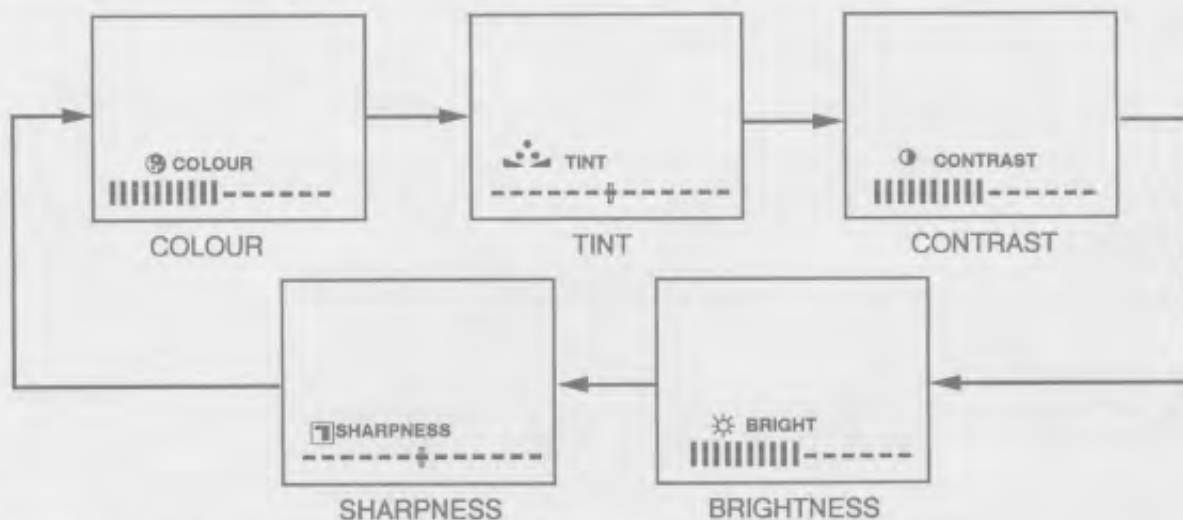 COLOUR
TINT
CONTRAST
COLOUR
TINT
CONTRAST
SHARPNESS
BRIGHT
SHARPNESS
BRIGHTNESS